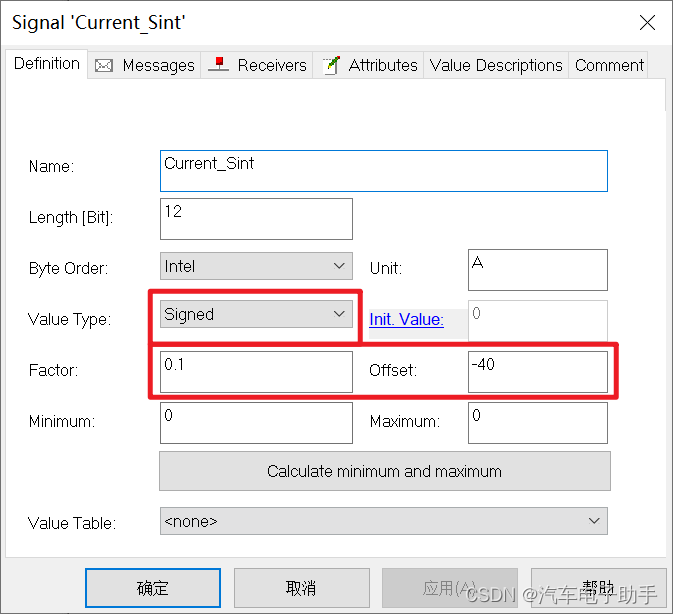 Signal 'Current_Sint'
Definition Messages Receivers Attributes Value Descriptions Comment
Name: Current_Sint
Length [Bit]: 12
Byte Order: Intel Unit: A
Value Type: Signed Init. Value: 0
Factor: 0.1 Offset: -40
Minimum: 0 Maximum: 0
Calculate minimum and maximum
Value Table: <none>
确定 取消 应用(A) 帮助
CSDN @汽车电子助手